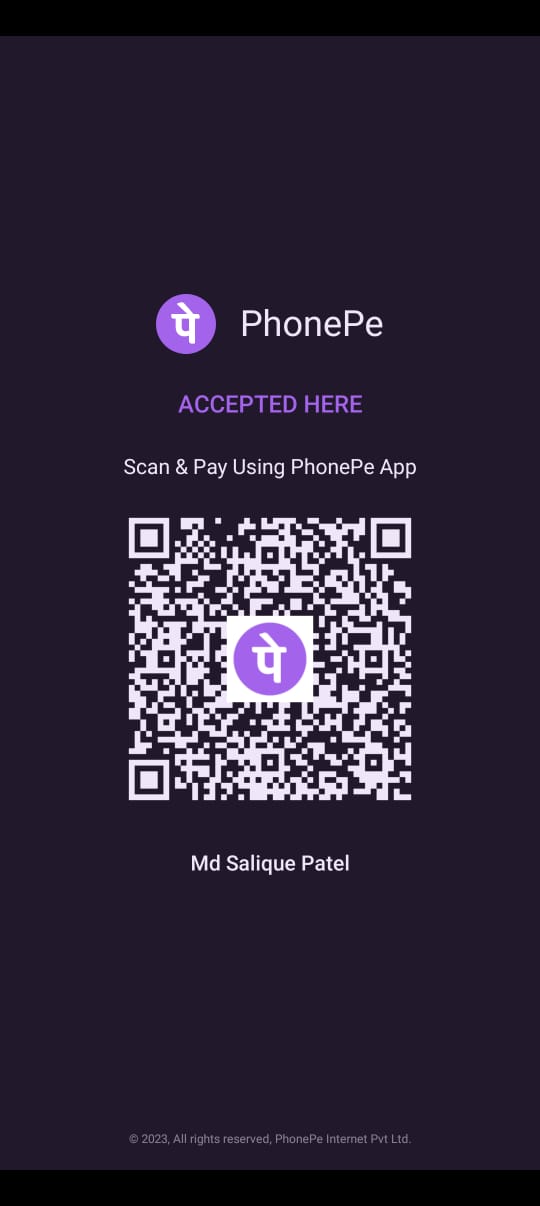 पे PhonePe
ACCEPTED HERE
Scan & Pay Using PhonePe App
पे
Md Salique Patel
© 2023, All rights reserved, PhonePe Internet Pvt Ltd.